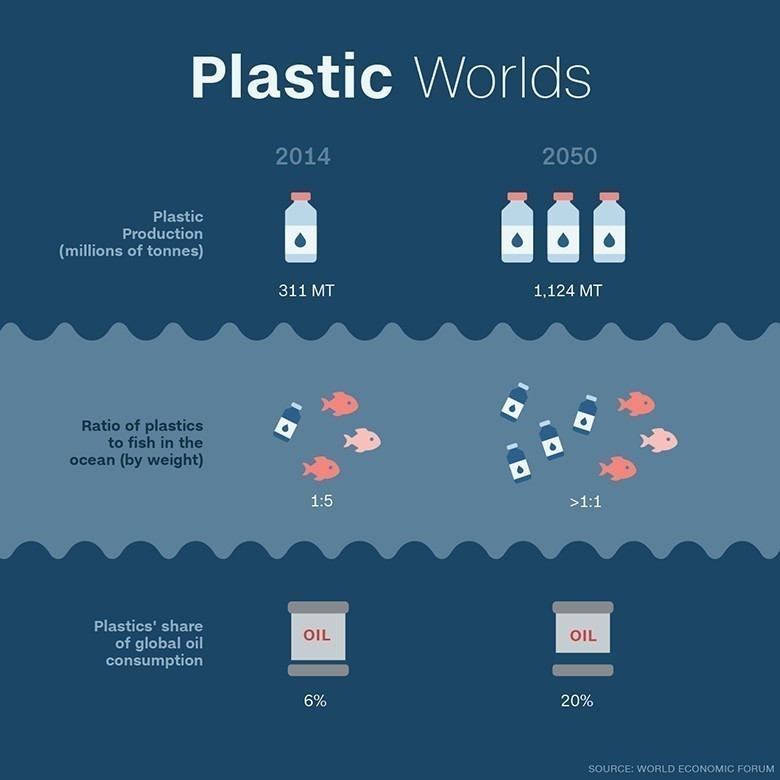 Plastic Worlds
2014
2050
Plastic
Production
(millions of tonnes)
311 MT
1,124 MT
Ratio of plastics
to fish in the
ocean (by weight)
1:5
>1:1
Plastics' share
of global oil
consumption
OIL
OIL
6%
20%
SOURCE: WORLD ECONOMIC FORUM